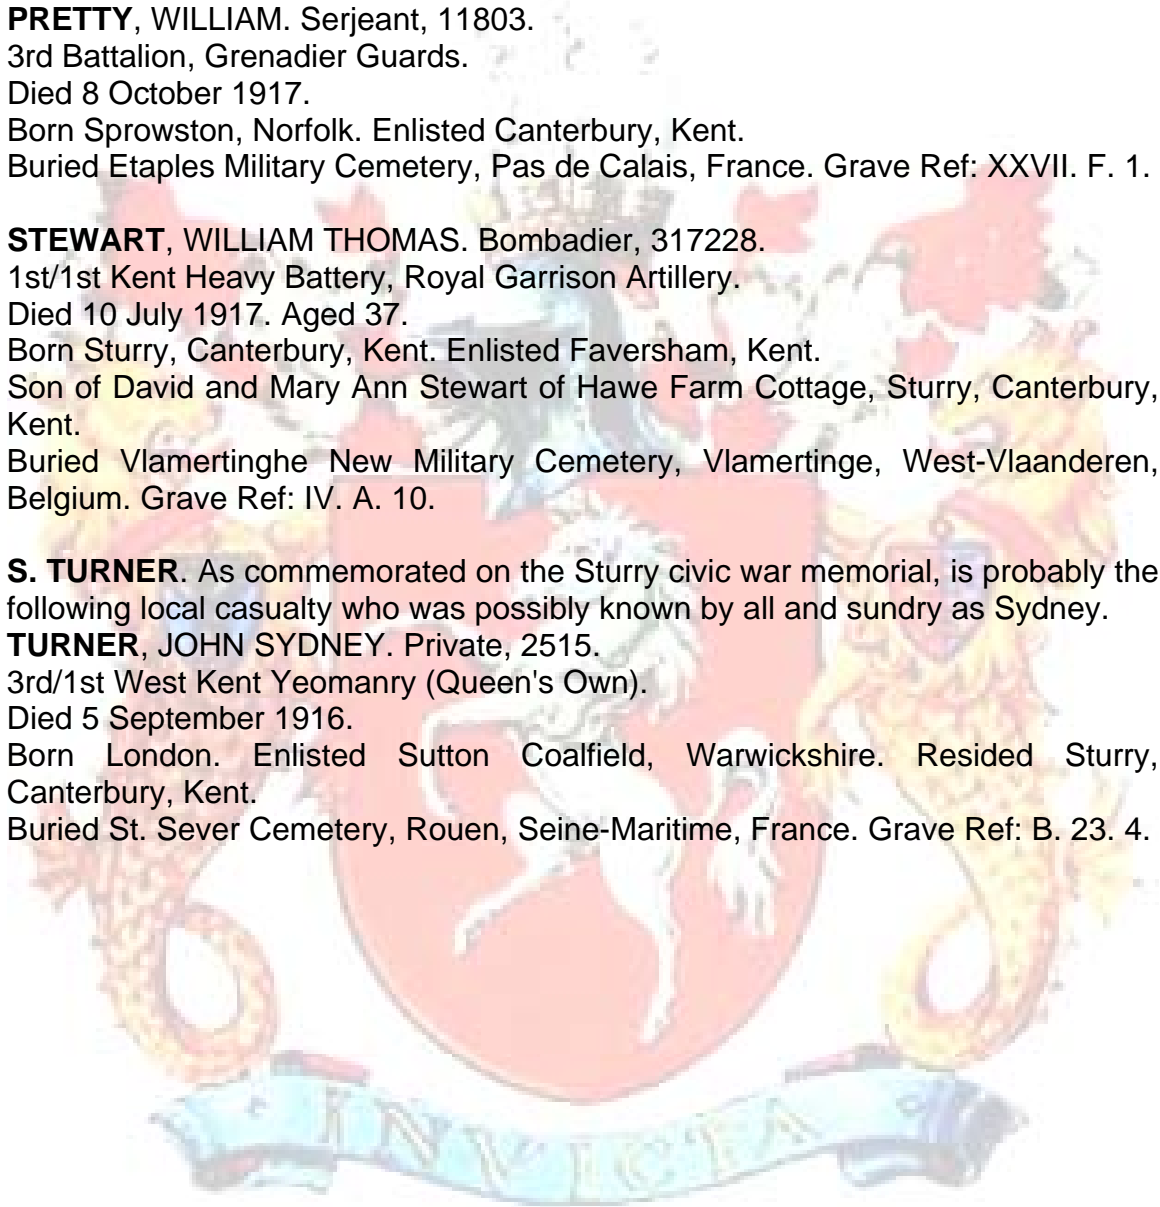 PRETTY, WILLIAM. Serjeant, 11803.
3rd Battalion, Grenadier Guards.
Died 8 October 1917.
Born Sprowston, Norfolk. Enlisted Canterbury, Kent.
Buried Etaples Military Cemetery, Pas de Calais, France. Grave Ref: XXVII. F. 1.
STEWART, WILLIAM THOMAS. Bombadier, 317228.
1st/1st Kent Heavy Battery, Royal Garrison Artillery.
Died 10 July 1917. Aged 37.
Born Sturry, Canterbury, Kent. Enlisted Faversham, Kent.
Son of David and Mary Ann Stewart of Hawe Farm Cottage, Sturry, Canterbury,
Kent.
Buried Vlamertinghe New Military Cemetery, Vlamertinge, West-Vlaanderen,
Belgium. Grave Ref: IV. A. 10.
S. TURNER. As commemorated on the Sturry civic war memorial, is probably the
following local casualty who was possibly known by all and sundry as Sydney.
TURNER, JOHN SYDNEY. Private, 2515.
3rd/1st West Kent Yeomanry (Queen's Own).
Died 5 September 1916.
Born London. Enlisted Sutton Coalfield, Warwickshire. Resided Sturry,
Canterbury, Kent.
Buried St. Sever Cemetery, Rouen, Seine-Maritime, France. Grave Ref: B. 23. 4.
INVICTA